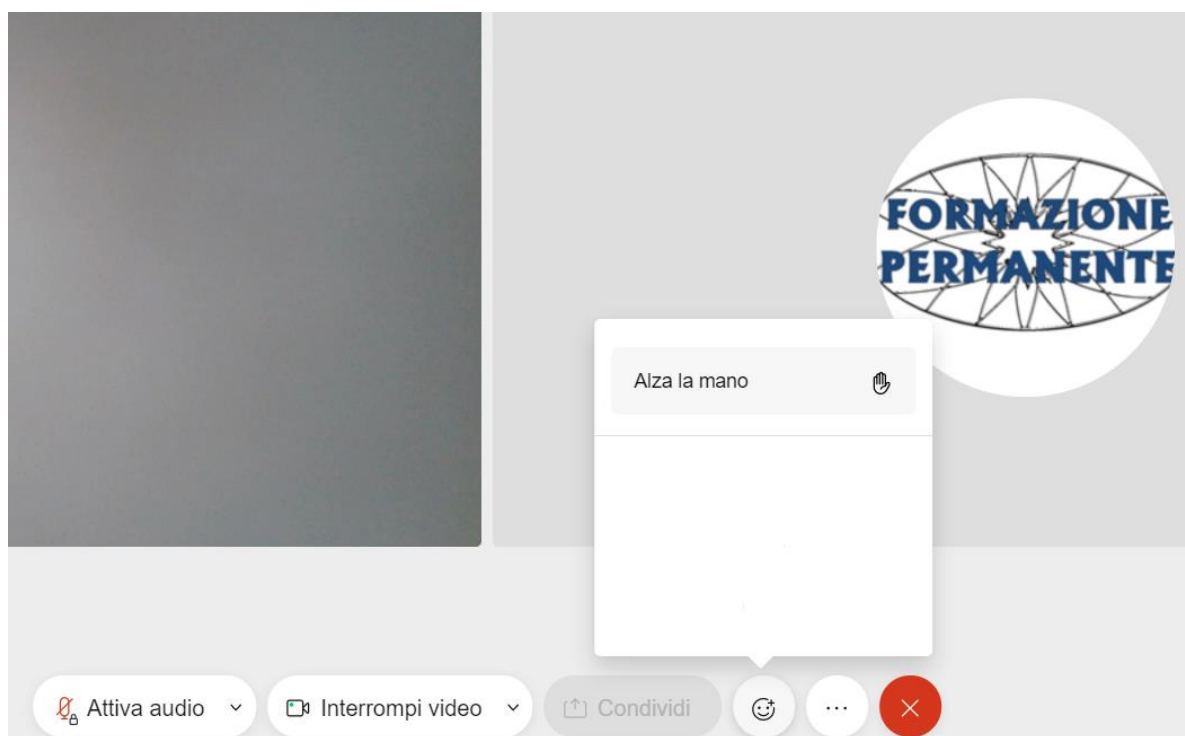 FORMAZIONE
PERMANENTE
Alza la mano
Attiva audio
Interrompi video
Condividi